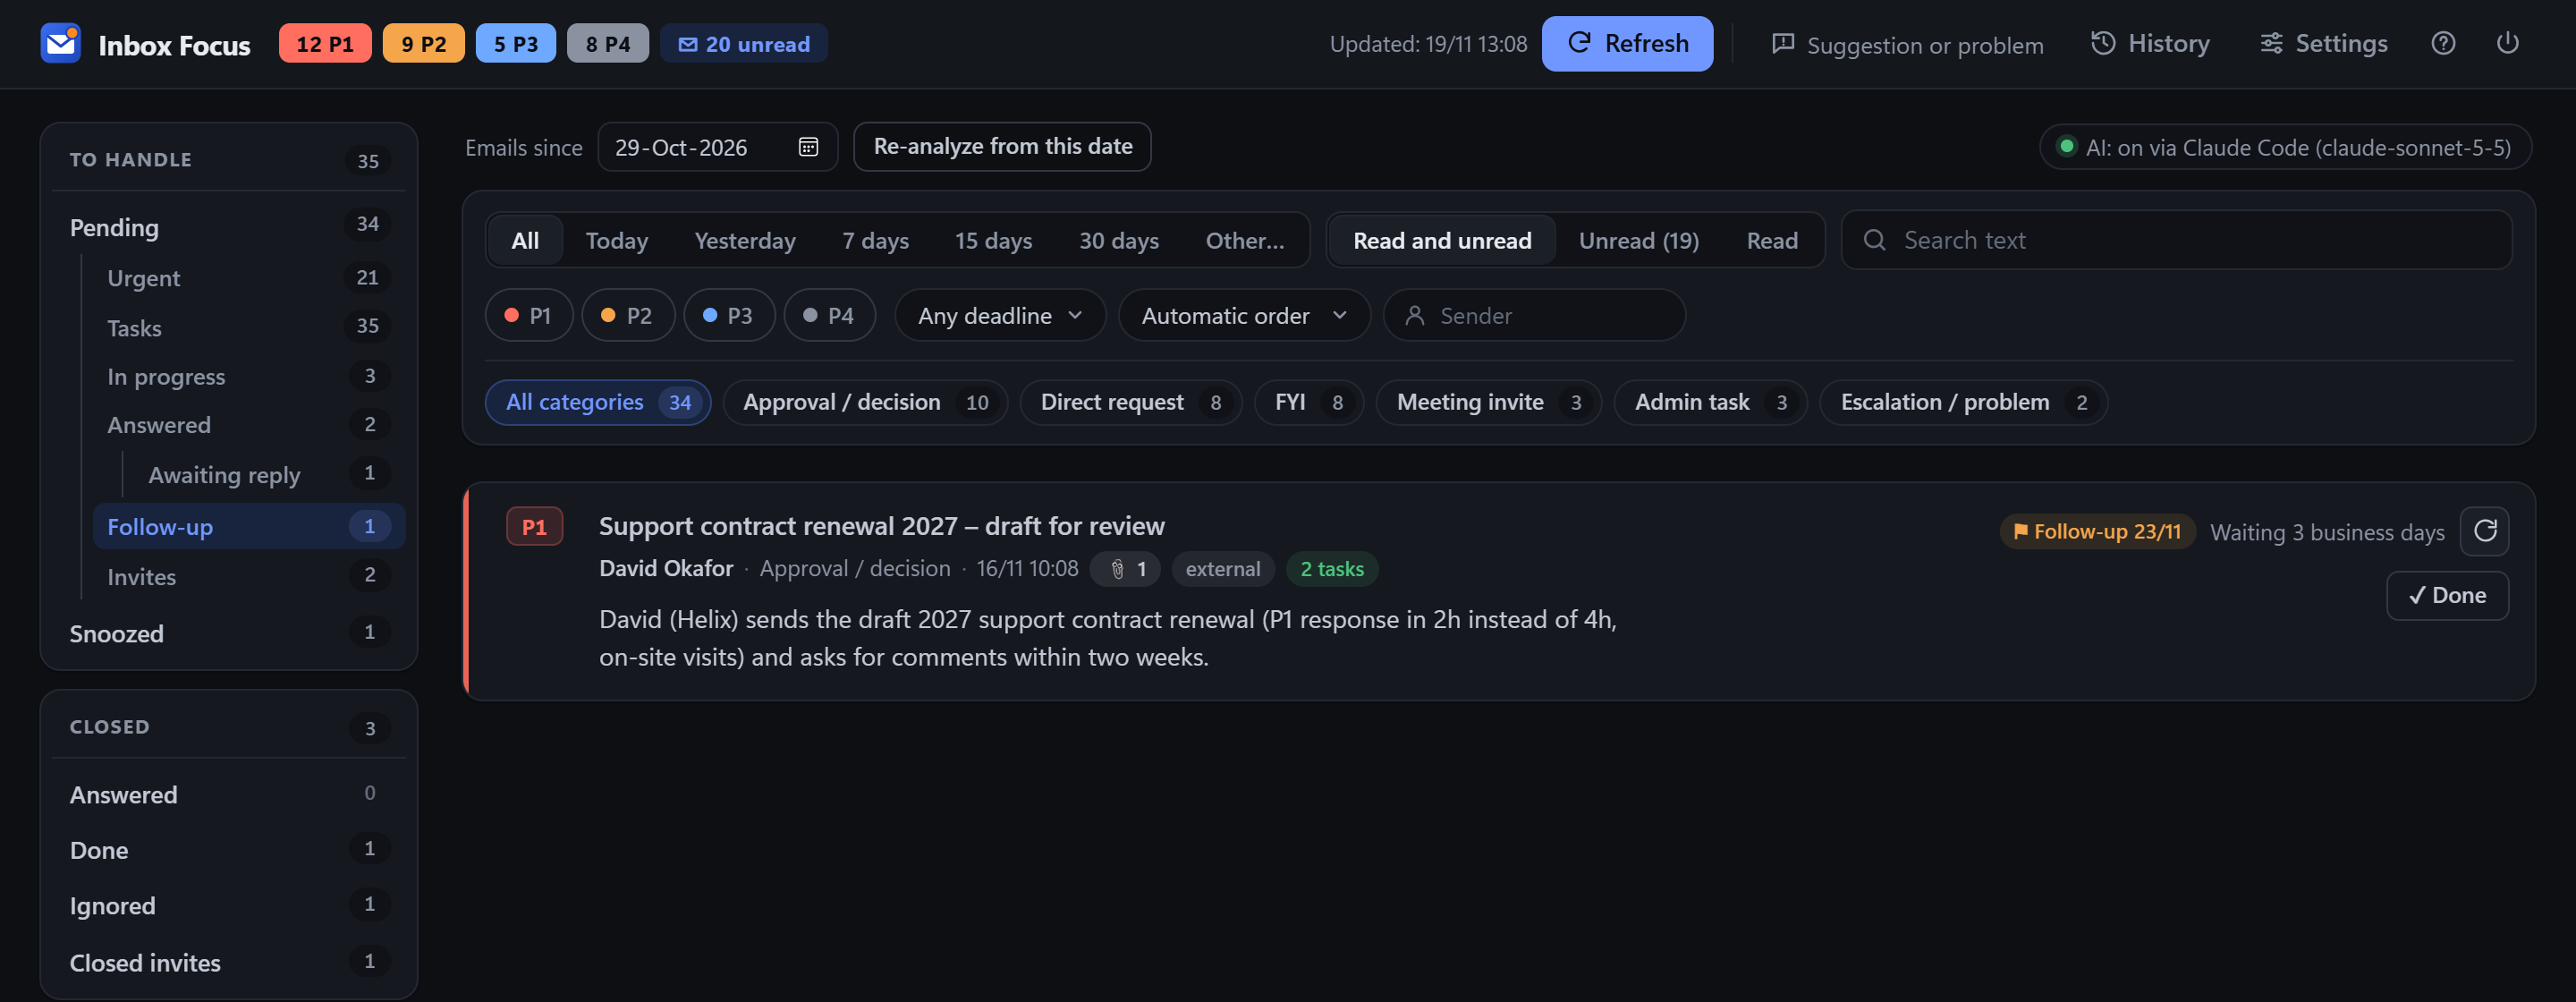 Inbox Focus 12 P1 9 P2 5 P3 8 P4 20 unread Updated: 19/11 13:08 Refresh Suggestion or problem History Settings
TO HANDLE 35
Pending 34
Urgent 21
Tasks 35
In progress 3
Answered 2
Awaiting reply 1
Follow-up 1
Invites 2
Snoozed 1
CLOSED 3
Answered 0
Done 1
Ignored 1
Closed invites 1
Emails since 29-Oct-2026 Re-analyze from this date AI: on via Claude Code (claude-sonnet-5-5)
All Today Yesterday 7 days 15 days 30 days Other... Read and unread Unread (19) Read Search text
P1 P2 P3 P4 Any deadline Automatic order Sender
All categories 34 Approval / decision 10 Direct request 8 FYI 8 Meeting invite 3 Admin task 3 Escalation / problem 2
P1 Support contract renewal 2027 – draft for review Follow-up 23/11 Waiting 3 business days
David Okafor · Approval / decision · 16/11 10:08 1 external 2 tasks
✓ Done
David (Helix) sends the draft 2027 support contract renewal (P1 response in 2h instead of 4h,
on-site visits) and asks for comments within two weeks.